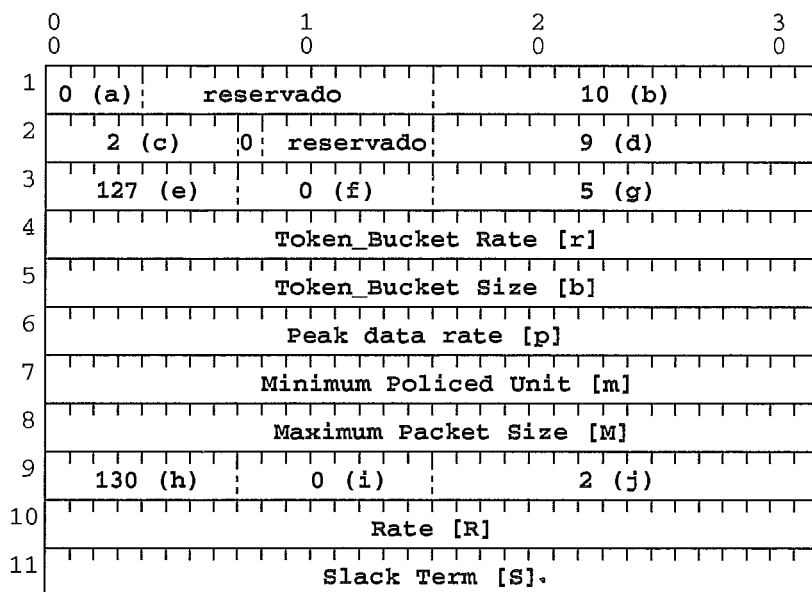 0 1 2 3
0 0 0 0
1 0 (a) reservado 10 (b)
2 2 (c) 0 reservado 9 (d)
3 127 (e) 0 (f) 5 (g)
4 Token_Bucket Rate [r]
5 Token_Bucket Size [b]
6 Peak data rate [p]
7 Minimum Policed Unit [m]
8 Maximum Packet Size [M]
9 130 (h) 0 (i) 2 (j)
10 Rate [R]
11 Slack Term [S].